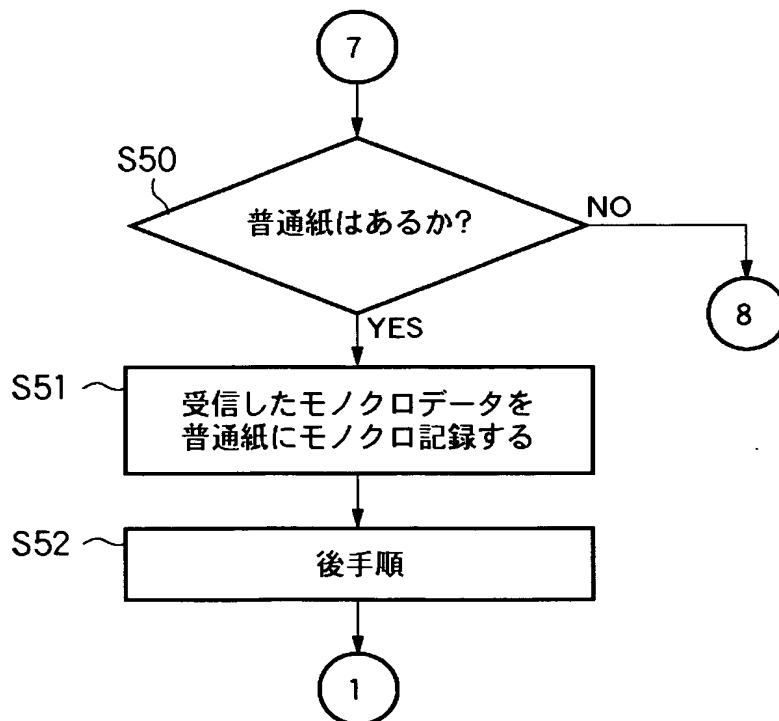 7
S50
普通紙はあるか?
NO
8
YES
S51
受信したモノクロデータを
普通紙にモノクロ記録する
S52
後手順
1